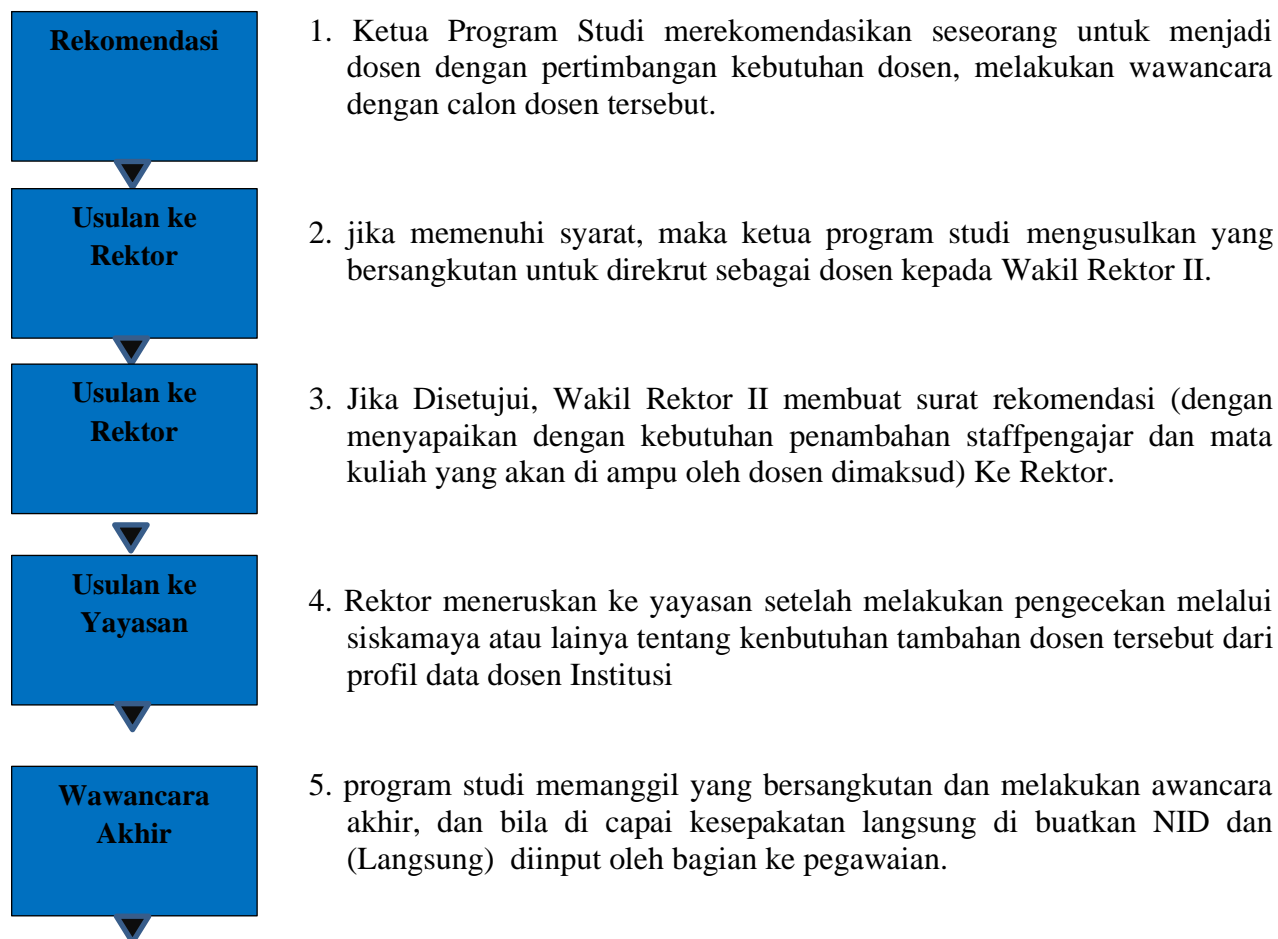 Rekomendasi
1. Ketua Program Studi merekomendasikan seseorang untuk menjadi
dosen dengan pertimbangan kebutuhan dosen, melakukan wawancara
dengan calon dosen tersebut.
Usulan ke
Rektor
2. jika memenuhi syarat, maka ketua program studi mengusulkan yang
bersangkutan untuk direkrut sebagai dosen kepada Wakil Rektor II.
Usulan ke
Rektor
3. Jika Disetujui, Wakil Rektor II membuat surat rekomendasi (dengan
menyapaikan dengan kebutuhan penambahan staffpengajar dan mata
kuliah yang akan di ampu oleh dosen dimaksud) Ke Rektor.
Usulan ke
Yayasan
4. Rektor meneruskan ke yayasan setelah melakukan pengecekan melalui
siskamaya atau lainya tentang kenbutuhan tambahan dosen tersebut dari
profil data dosen Institusi
Wawancara
Akhir
5. program studi memanggil yang bersangkutan dan melakukan awancara
akhir, dan bila di capai kesepakatan langsung di buatkan NID dan
(Langsung) diinput oleh bagian ke pegawaian.